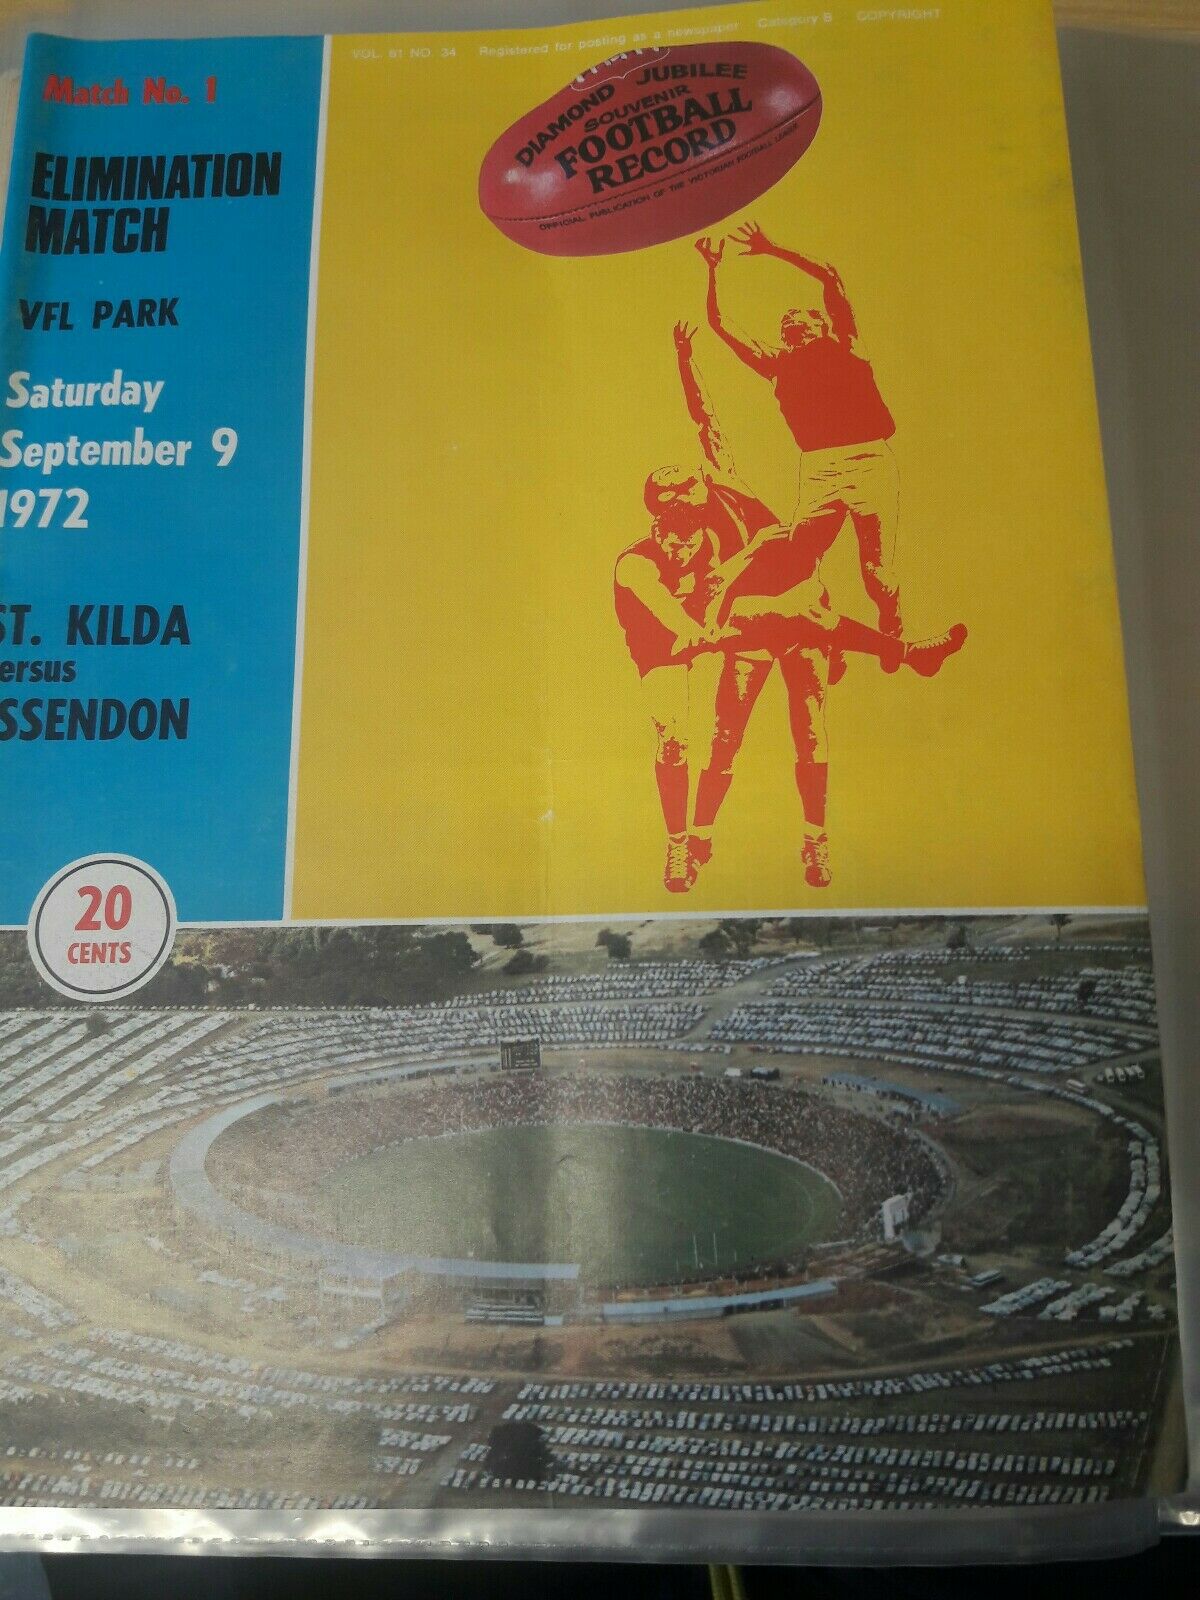 VOL. 61 NO. 34 Registered for posting as a newspaper Category B COPYRIGHT
Match No. 1
ELIMINATION
MATCH
VFL PARK
Saturday
September 9
1972
ST. KILDA
ersus
SSENDON
20
CENTS
DIAMOND JUBILEE
SOUVENIR
FOOTBALL
RECORD
OFFICIAL PUBLICATION OF THE VICTORIAN FOOTBALL LEAGUE